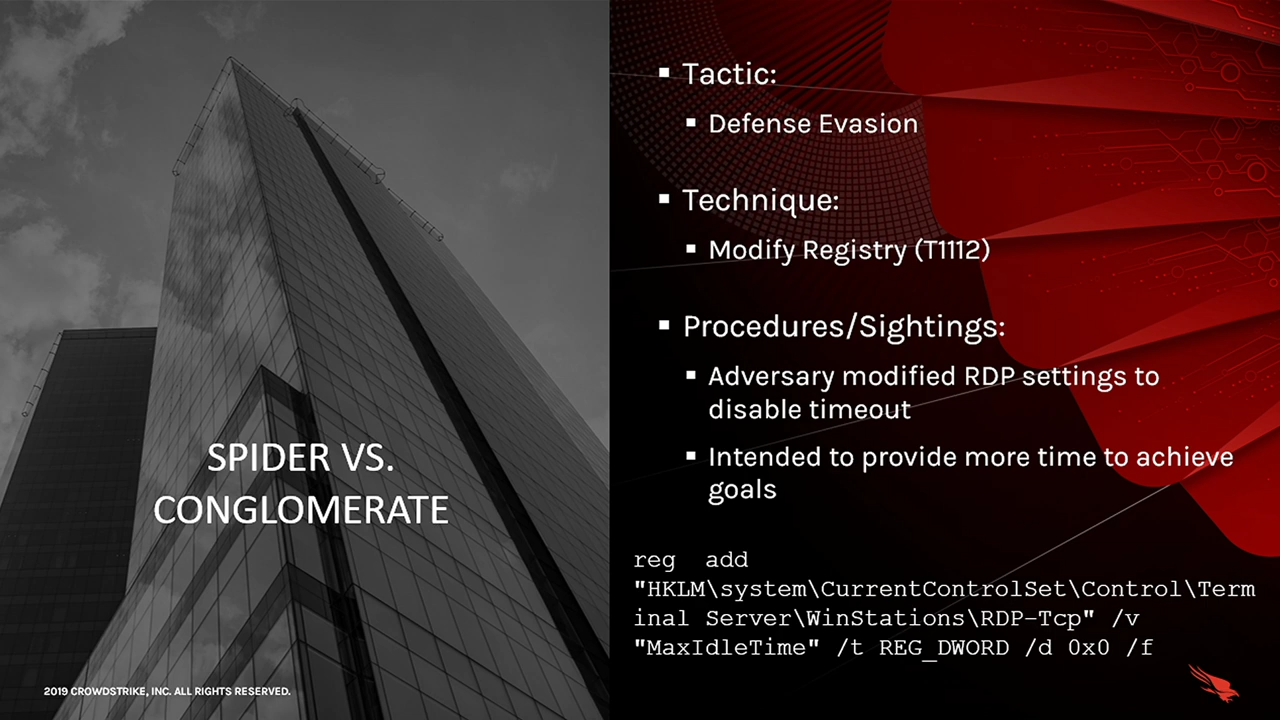 SPIDER VS.
CONGLOMERATE
2019 CROWDSTRIKE, INC. ALL RIGHTS RESERVED.
▪ Tactic:
▪ Defense Evasion
▪ Technique:
▪ Modify Registry (T1112)
▪ Procedures/Sightings:
▪ Adversary modified RDP settings to
disable timeout
▪ Intended to provide more time to achieve
goals
reg  add
"HKLM\system\CurrentControlSet\Control\Term
inal Server\WinStations\RDP-Tcp" /v
"MaxIdleTime" /t REG_DWORD /d 0x0 /f